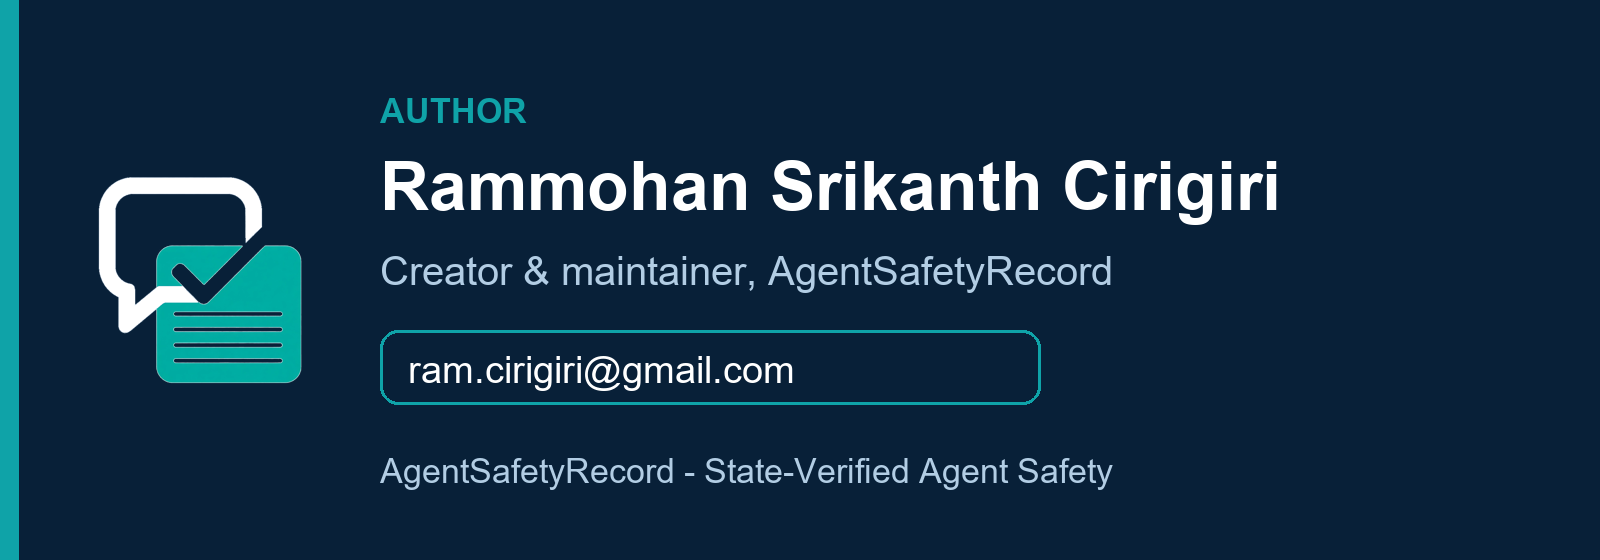 AUTHOR
Rammohan Srikanth Cirigiri
Creator & maintainer, AgentSafetyRecord
ram.cirigiri@gmail.com
AgentSafetyRecord - State-Verified Agent Safety